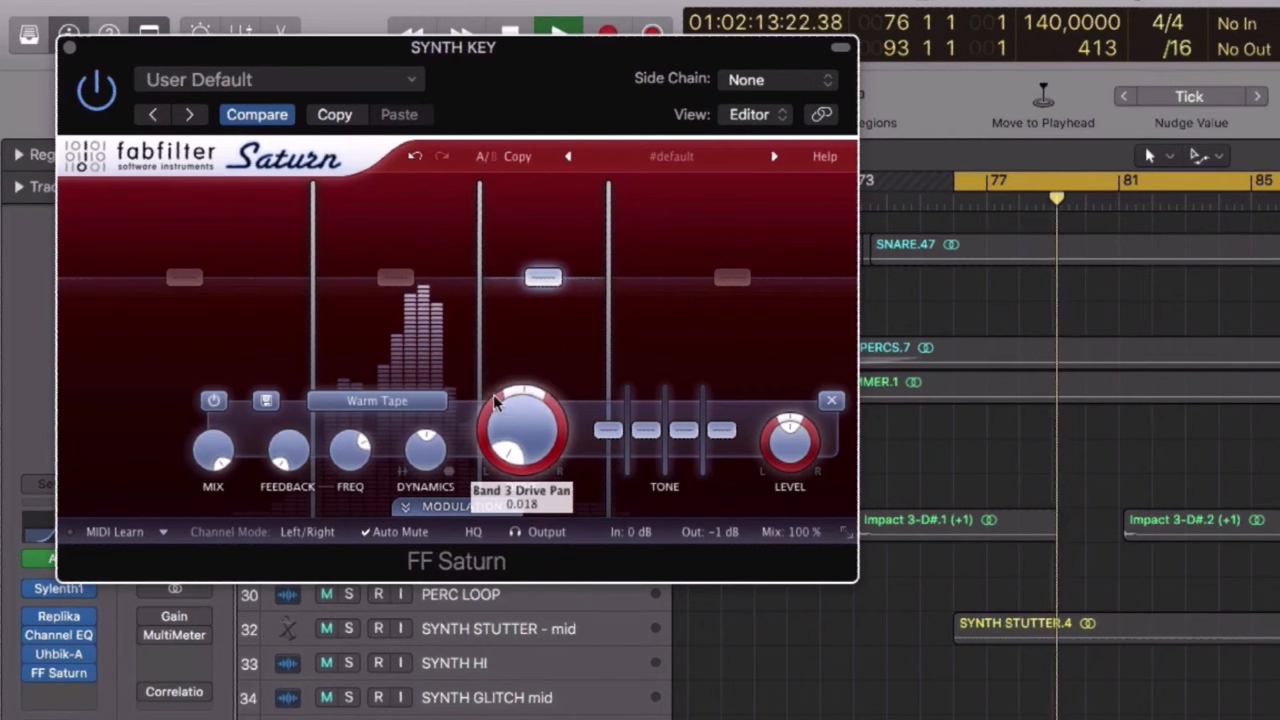 01:02:13:22.38
0076 1 1 001
140,0000
4/4
No In
93 1 1 001
413
/16
No Out
SYNTH KEY
User Default
Side Chain: None
Compare
Copy
Paste
View: Editor
Move to Playhead
Tick
Nudge Value
fabfilter
software instruments
Saturn
A/B Copy
#default
Help
73
77
81
85
SNARE.47
PERCS.7
Warm Tape
MIX
FEEDBACK
FREQ
DYNAMICS
L R
Band 3 Drive Pan
0.018
TONE
L R
LEVEL
MIDI Learn
Channel Mode: Left/Right
Auto Mute
HQ
Output
In: 0 dB
Out: -1 dB
Mix: 100 %
Impact 3-D#.1 (+1)
Impact 3-D#.2 (+1)
FF Saturn
Sylenth1
30 M S R I PERC LOOP
Replika
Gain
Channel EQ
MultiMeter
32 M S R I SYNTH STUTTER - mid
SYNTH STUTTER.4
Uhbik-A
FF Saturn
33 M S R I SYNTH HI
Correlatio
34 M S R I SYNTH GLITCH mid